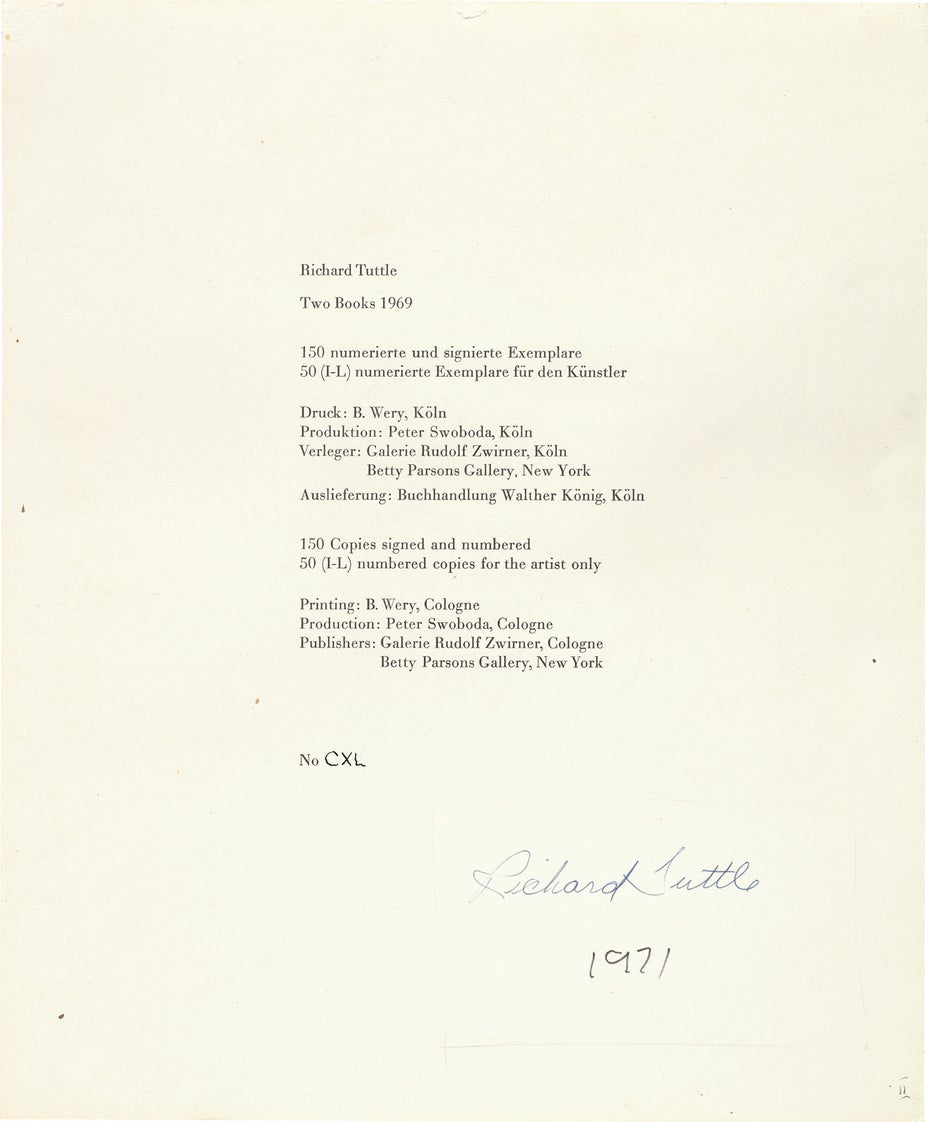 Richard Tuttle
Two Books 1969
150 numerierte und signierte Exemplare
50 (I-L) numerierte Exemplare für den Künstler
Druck: B. Wery, Köln
Produktion: Peter Swoboda, Köln
Verleger: Galerie Rudolf Zwirner, Köln
Betty Parsons Gallery, New York
Auslieferung: Buchhandlung Walther König, Köln
150 Copies signed and numbered
50 (I-L) numbered copies for the artist only
Printing: B. Wery, Cologne
Production: Peter Swoboda, Cologne
Publishers: Galerie Rudolf Zwirner, Cologne
Betty Parsons Gallery, New York
No CXL
Richard Tuttle
1971
II